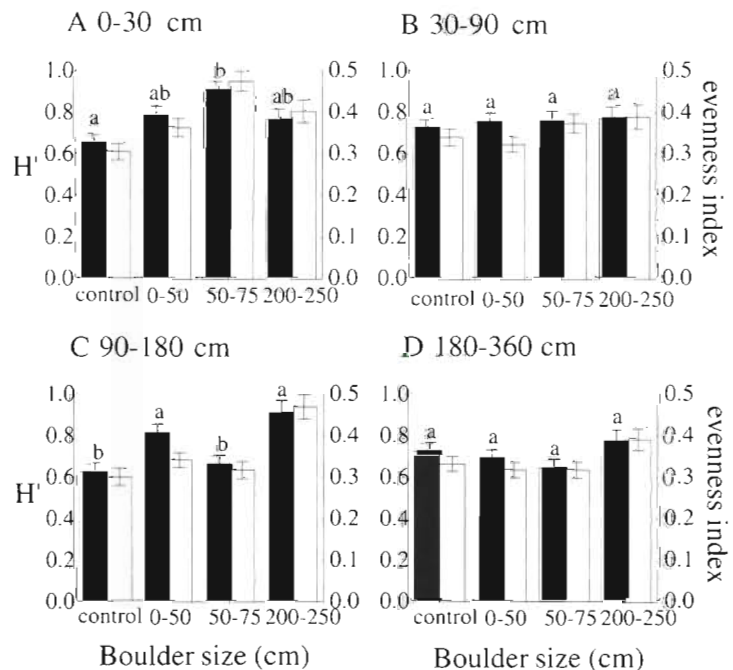 A 0-30 cm
B 30-90 cm
1.0
0.8
0.6
0.4
0.2
0.0
H'
a
ab
b
ab
0.5
0.4
0.3
0.2
0.1
0.0
control 0-50 50-75 200-250
1.0
0.8
0.6
0.4
0.2
0.0
a
a
a
a
0.5
0.4
0.3
0.2
0.1
0.0
evenness index
control 0-50 50-75 200-250
C 90-180 cm
D 180-360 cm
1.0
0.8
0.6
0.4
0.2
0.0
H'
b
a
b
a
0.5
0.4
0.3
0.2
0.1
0.0
control 0-50 50-75 200-250
Boulder size (cm)
1.0
0.8
0.6
0.4
0.2
0.0
a
a
a
a
0.5
0.4
0.3
0.2
0.1
0.0
evenness index
control 0-50 50-75 200-250
Boulder size (cm)